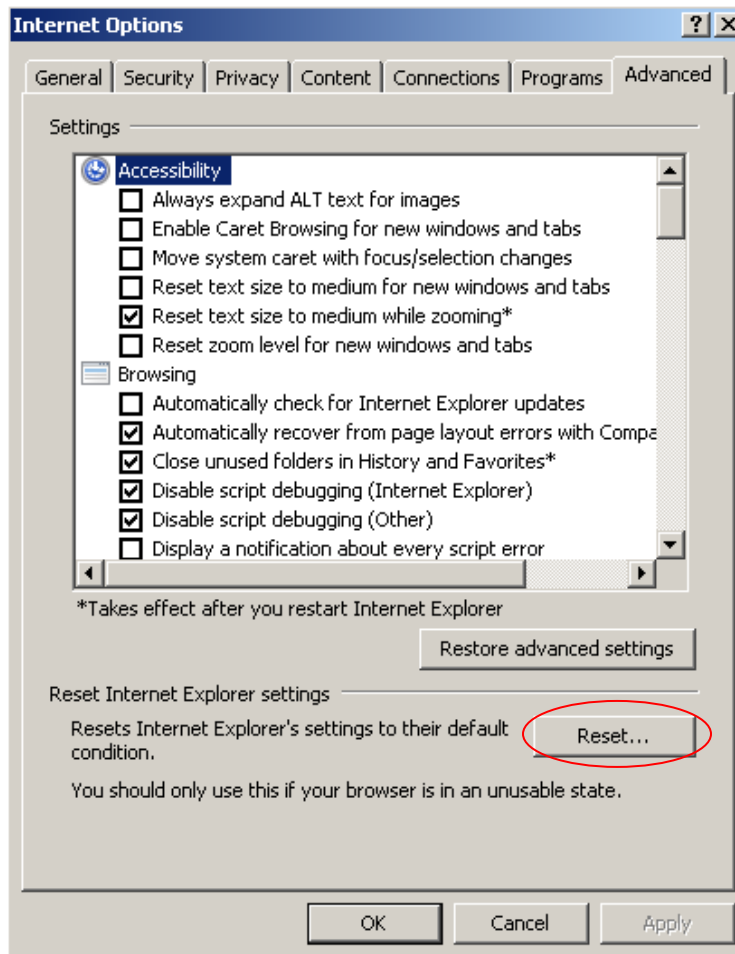 Internet Options
General Security Privacy Content Connections Programs Advanced
Settings
Accessibility
Always expand ALT text for images
Enable Caret Browsing for new windows and tabs
Move system caret with focus/selection changes
Reset text size to medium for new windows and tabs
Reset text size to medium while zooming*
Reset zoom level for new windows and tabs
Browsing
Automatically check for Internet Explorer updates
Automatically recover from page layout errors with Compa
Close unused folders in History and Favorites*
Disable script debugging (Internet Explorer)
Disable script debugging (Other)
Display a notification about every script error
*Takes effect after you restart Internet Explorer
Restore advanced settings
Reset Internet Explorer settings
Resets Internet Explorer's settings to their default
condition.
Reset...
You should only use this if your browser is in an unusable state.
OK Cancel Apply